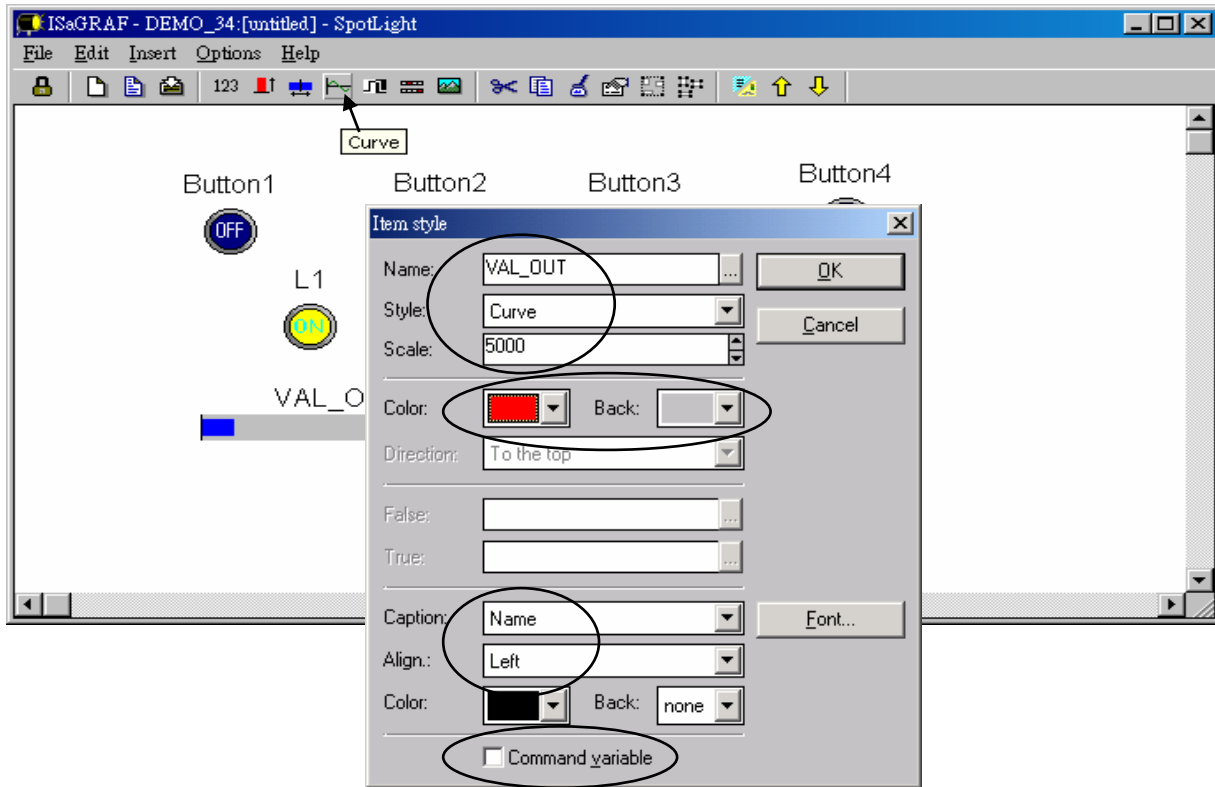 ISaGRAF - DEMO_34:[untitled] - SpotLight
File Edit Insert Options Help
123
Curve
Button1 Button2 Button3 Button4
OFF
L1
ON
VAL_O
Item style
Name: VAL_OUT ... OK
Style: Curve Cancel
Scale: 5000
Color: Back:
Direction: To the top
False: ...
True: ...
Caption: Name Font...
Align.: Left
Color: Back: none
Command variable